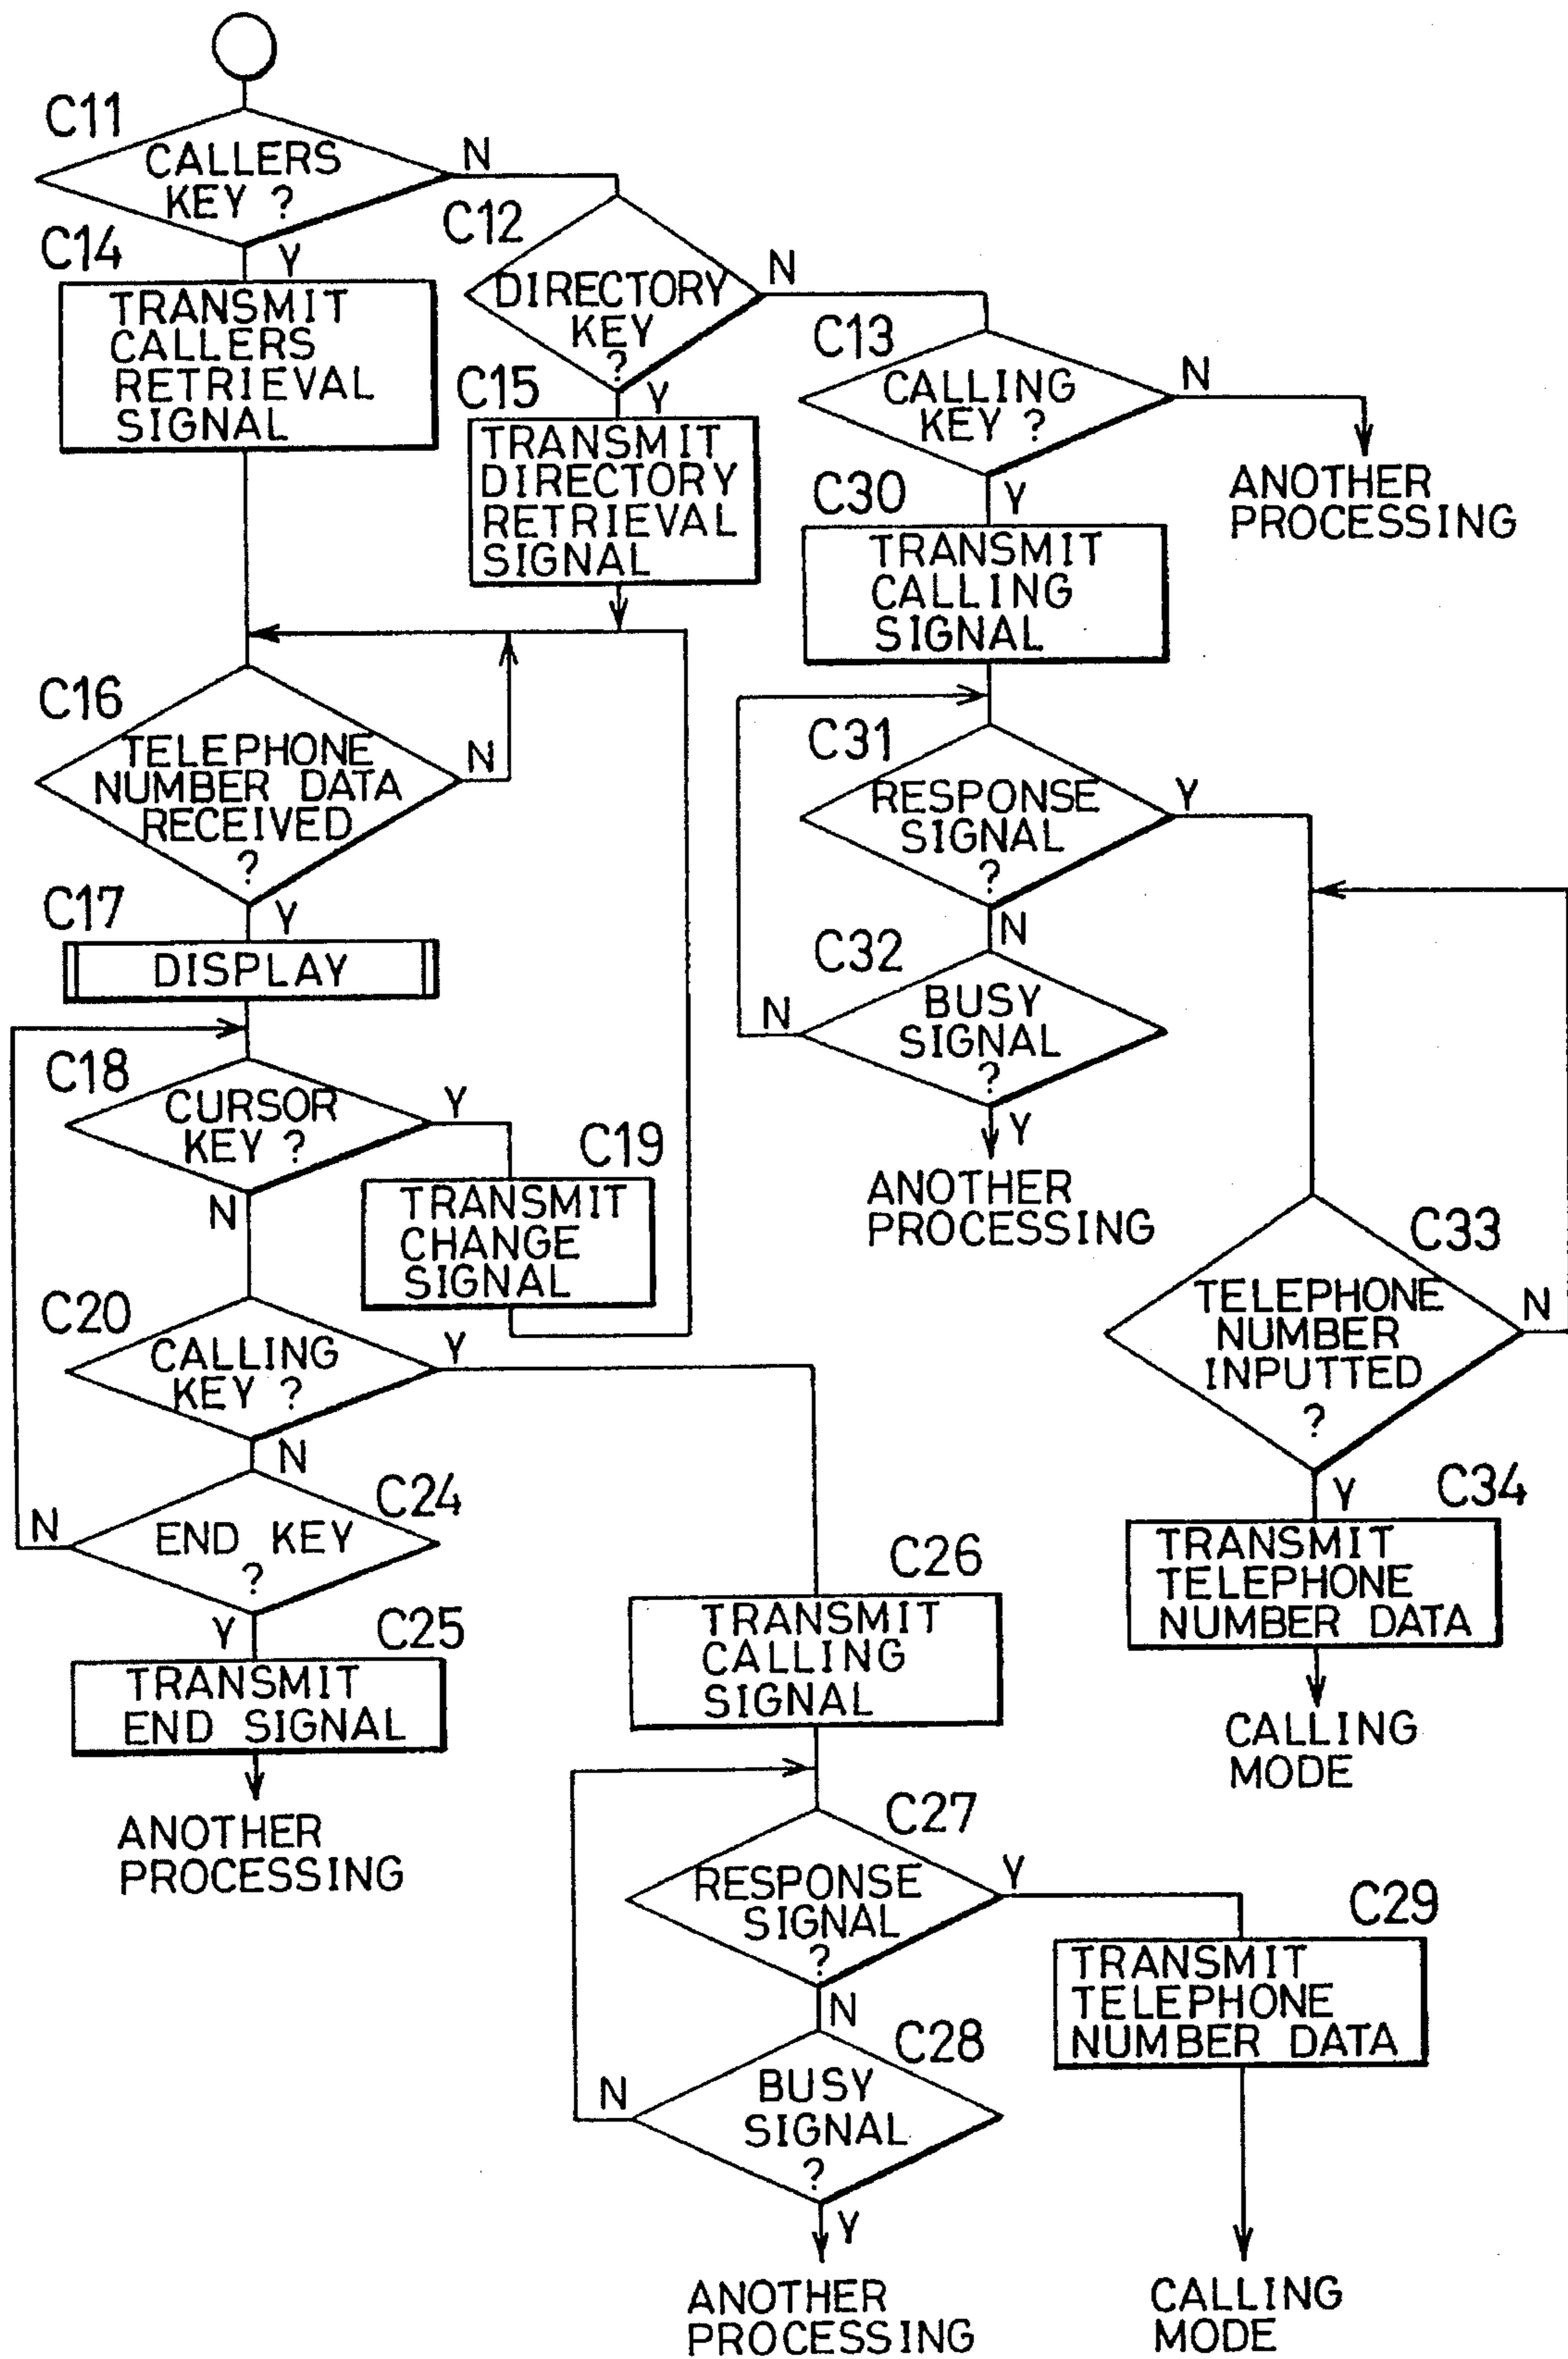 C11
CALLERS
KEY ?
N
Y
C14
TRANSMIT
CALLERS
RETRIEVAL
SIGNAL
C12
DIRECTORY
KEY
?
N
Y
C15
TRANSMIT
DIRECTORY
RETRIEVAL
SIGNAL
C13
CALLING
KEY ?
N
ANOTHER
PROCESSING
Y
C30
TRANSMIT
CALLING
SIGNAL
C16
TELEPHONE
NUMBER DATA
RECEIVED
?
N
Y
C17
DISPLAY
C18
CURSOR
KEY ?
Y
N
C19
TRANSMIT
CHANGE
SIGNAL
C20
CALLING
KEY ?
Y
N
C24
END KEY
?
N
Y
C25
TRANSMIT
END SIGNAL
ANOTHER
PROCESSING
C31
RESPONSE
SIGNAL
?
Y
N
C32
BUSY
SIGNAL
?
N
Y
ANOTHER
PROCESSING
C33
TELEPHONE
NUMBER
INPUTTED
?
N
Y
C34
TRANSMIT
TELEPHONE
NUMBER DATA
CALLING
MODE
C26
TRANSMIT
CALLING
SIGNAL
C27
RESPONSE
SIGNAL
?
Y
N
C28
BUSY
SIGNAL
?
N
Y
ANOTHER
PROCESSING
C29
TRANSMIT
TELEPHONE
NUMBER DATA
CALLING
MODE